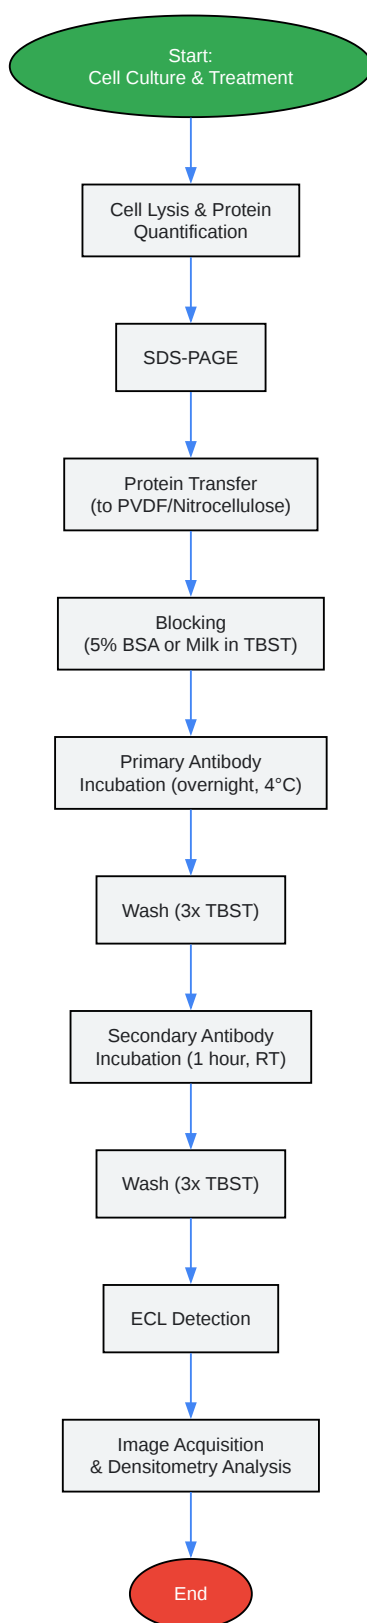 Start:
Cell Culture & Treatment
Cell Lysis & Protein
Quantification
SDS-PAGE
Protein Transfer
(to PVDF/Nitrocellulose)
Blocking
(5% BSA or Milk in TBST)
Primary Antibody
Incubation (overnight, 4°C)
Wash (3x TBST)
Secondary Antibody
Incubation (1 hour, RT)
Wash (3x TBST)
ECL Detection
Image Acquisition
& Densitometry Analysis
End